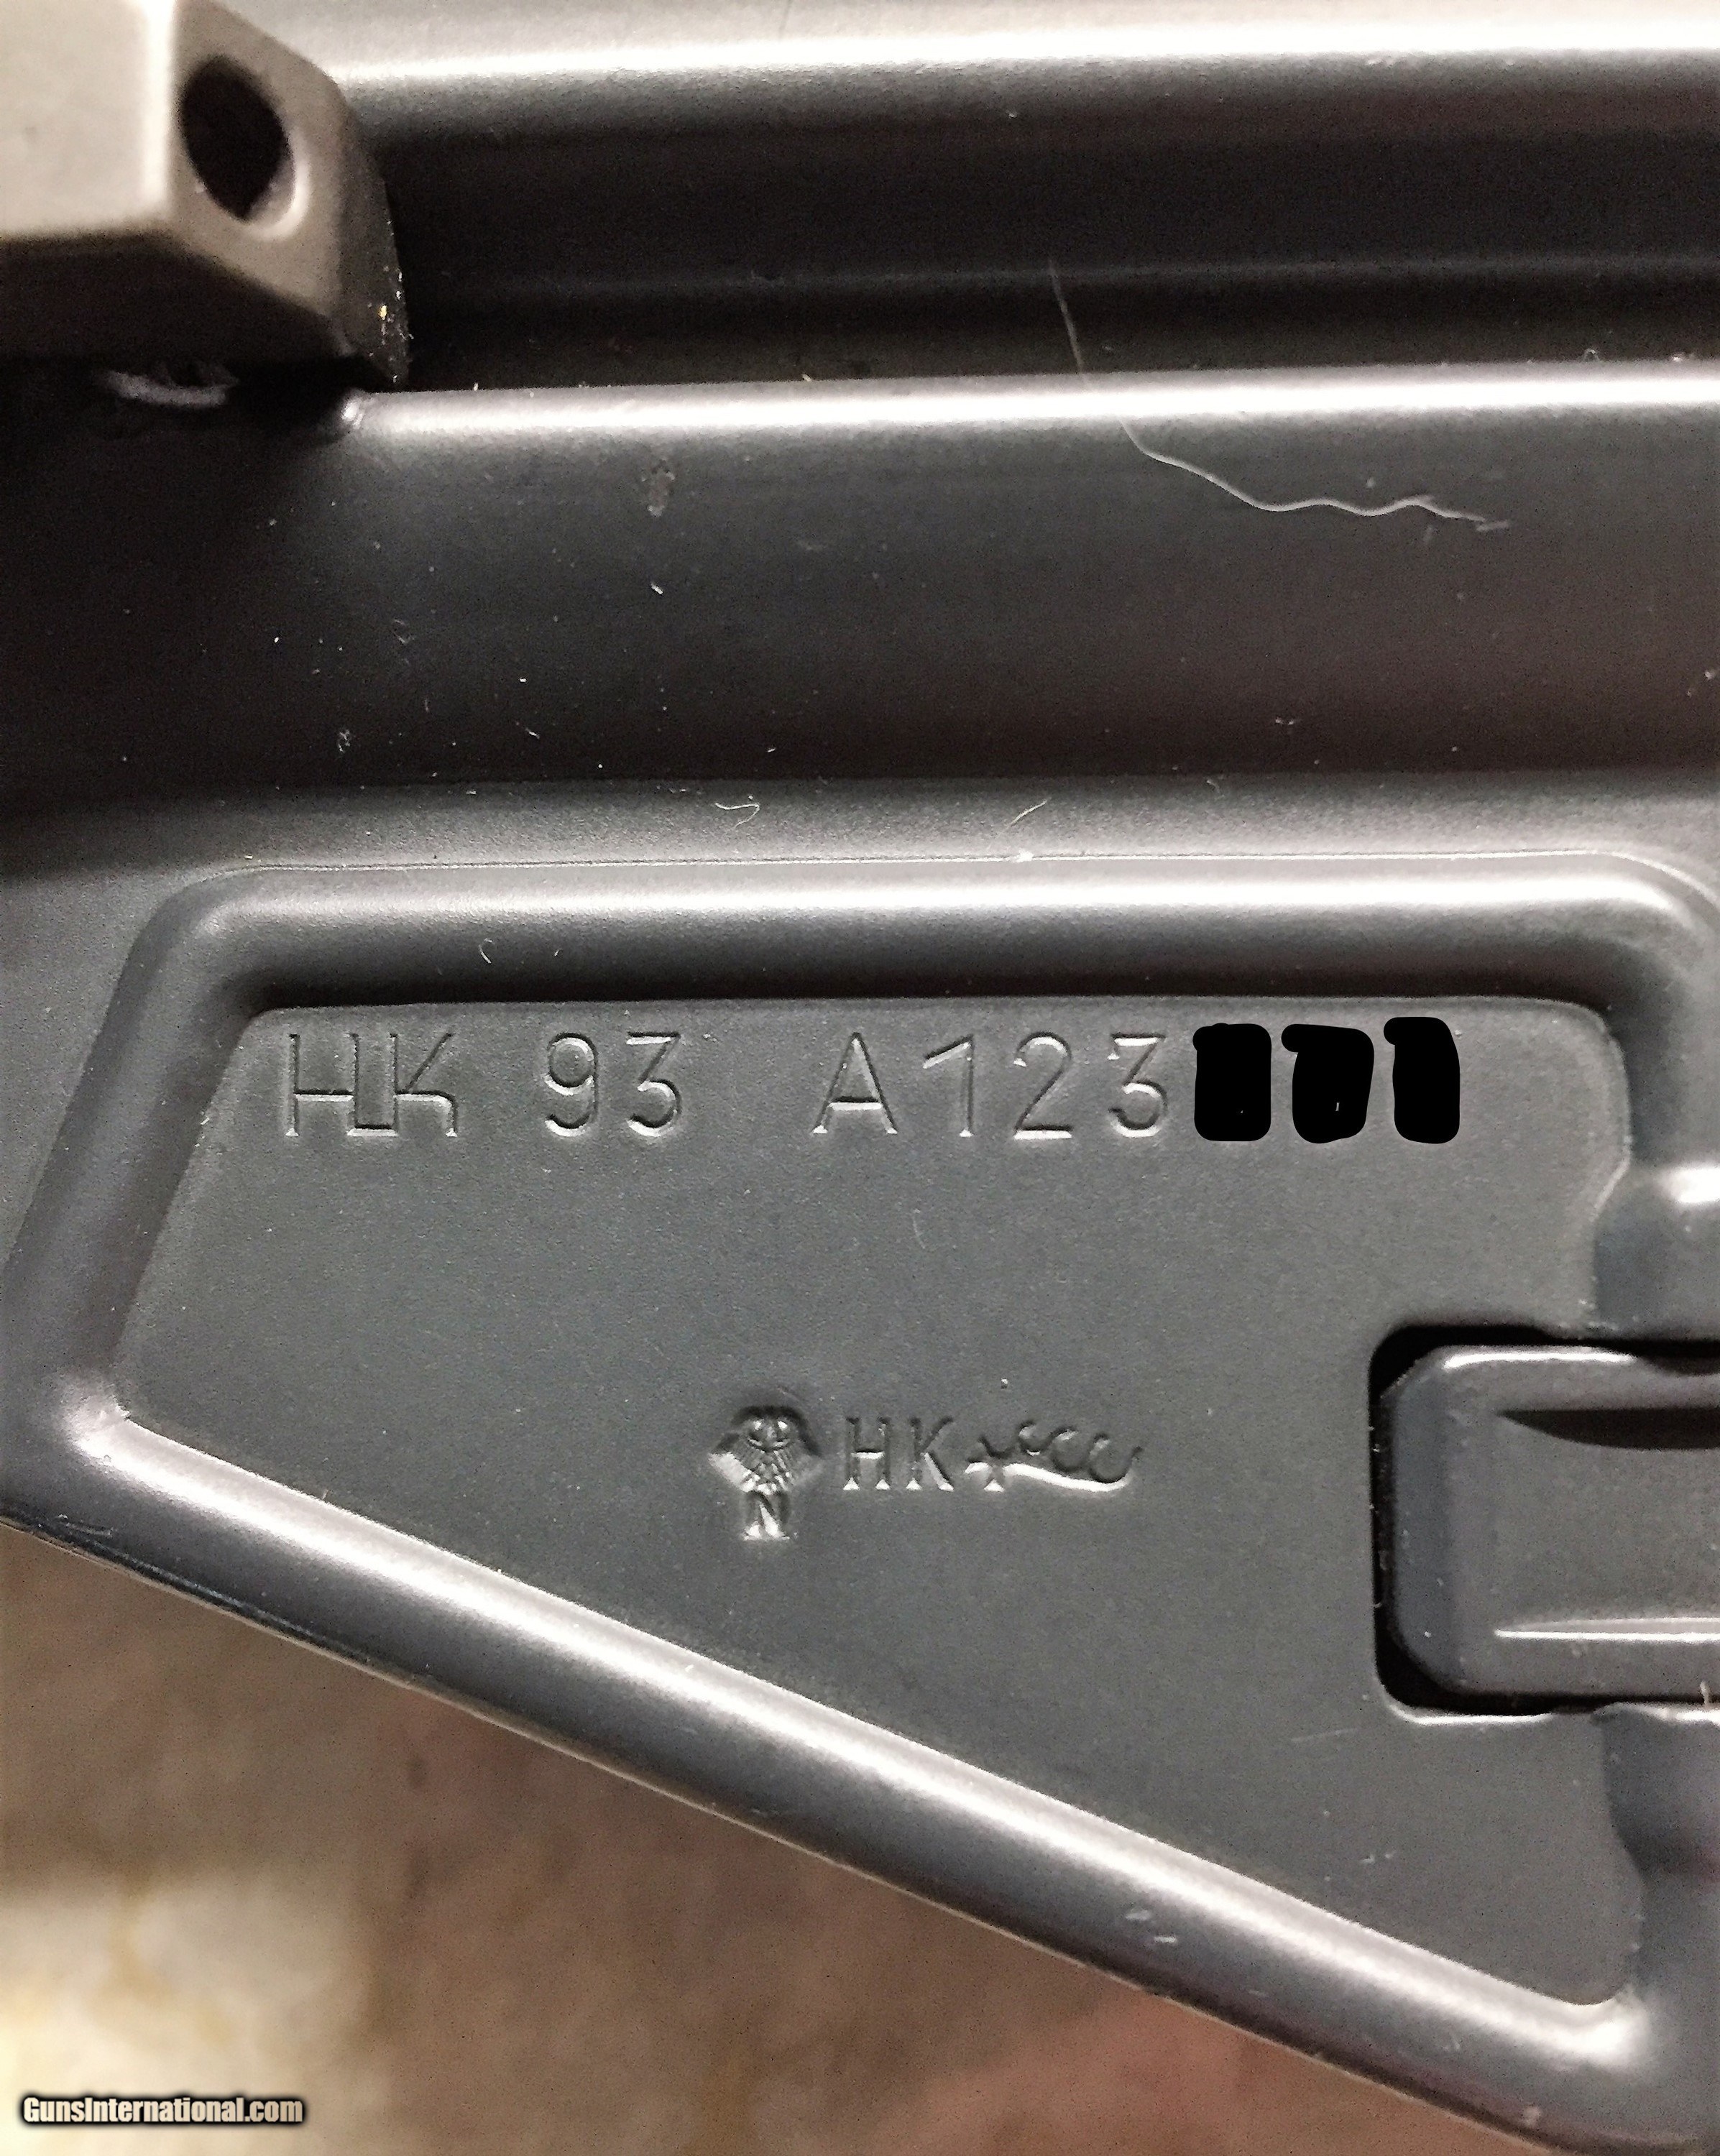 HK 93 A123
HK
N
GunsInternational.com